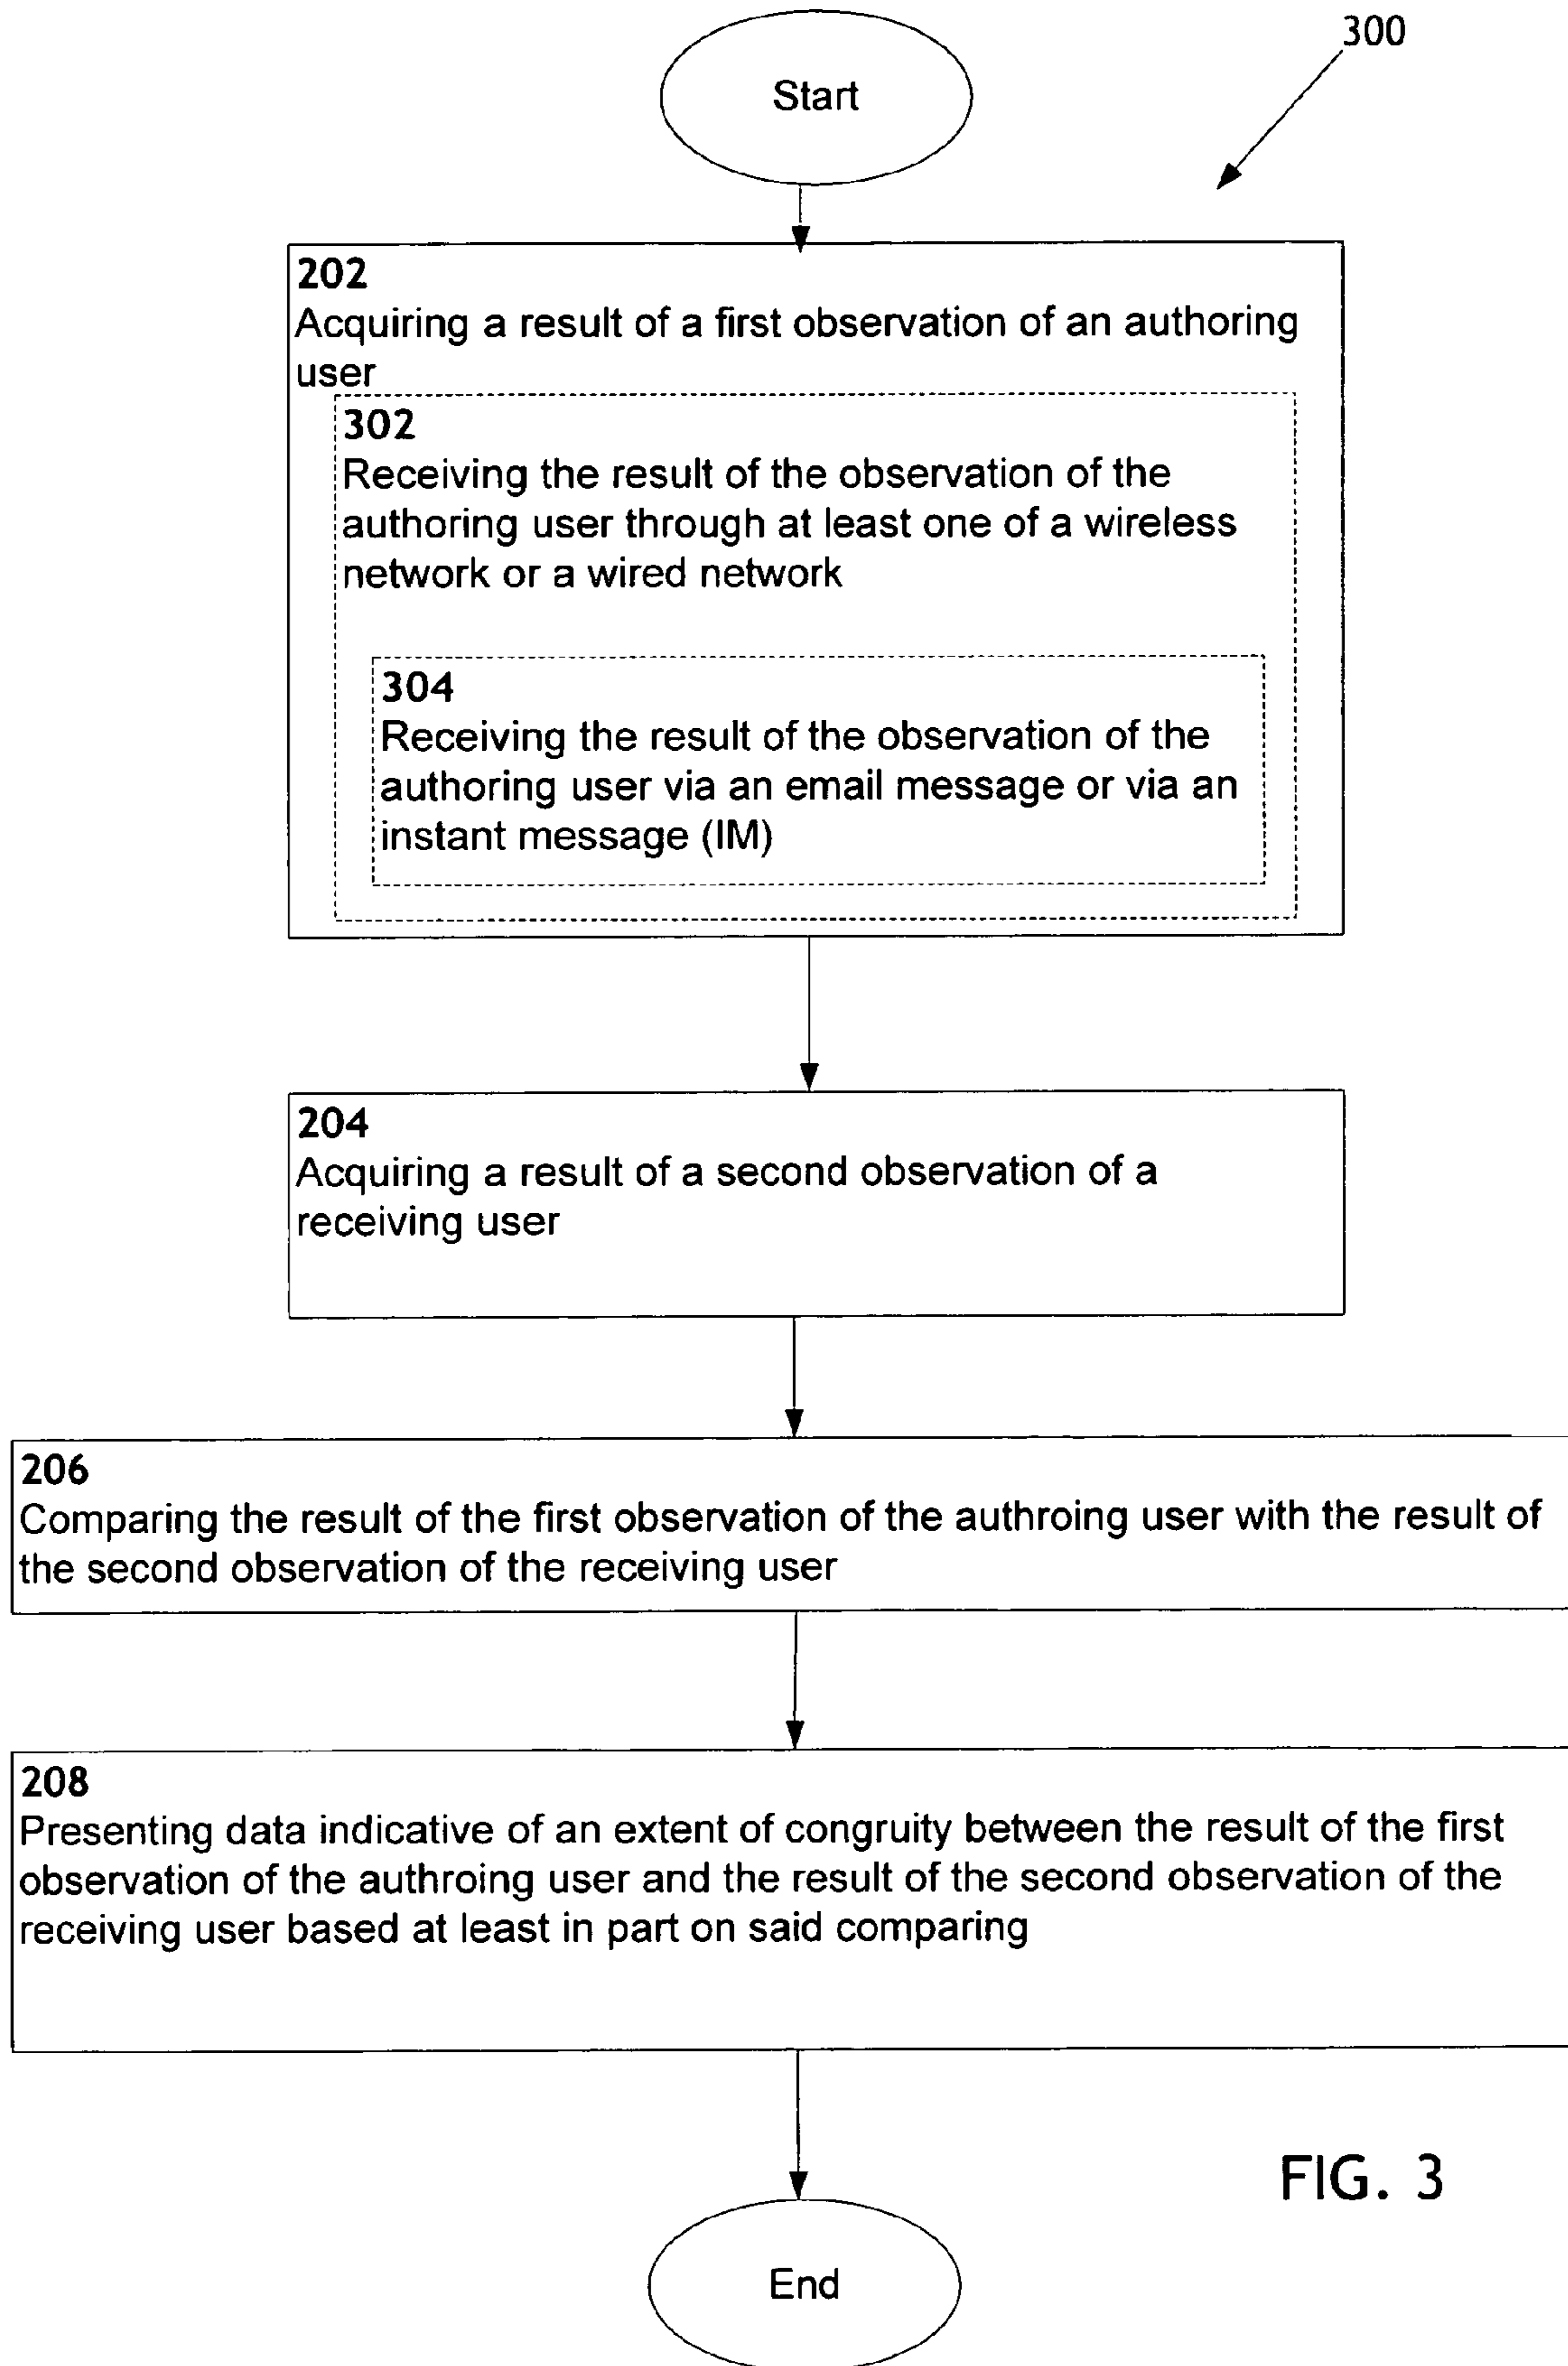 Start
300
202
Acquiring a result of a first observation of an authoring
user
302
Receiving the result of the observation of the
authoring user through at least one of a wireless
network or a wired network
304
Receiving the result of the observation of the
authoring user via an email message or via an
instant message (IM)
204
Acquiring a result of a second observation of a
receiving user
206
Comparing the result of the first observation of the authroing user with the result of
the second observation of the receiving user
208
Presenting data indicative of an extent of congruity between the result of the first
observation of the authroing user and the result of the second observation of the
receiving user based at least in part on said comparing
FIG. 3
End